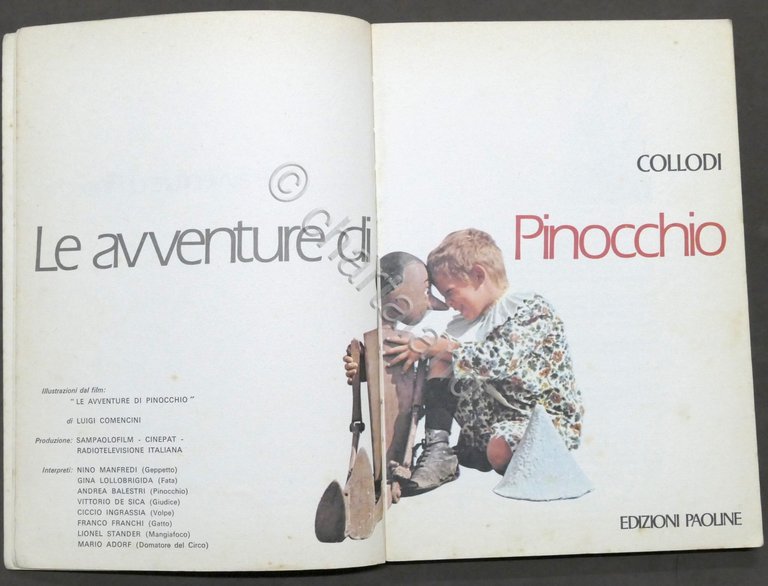 Le avventure di Pinocchio
COLLODI
Illustrazioni dal film:
"LE AVVENTURE DI PINOCCHIO"
di LUIGI COMENCINI
Produzione: SAMPAOLOFILM - CINEPAT -
RADIOTELEVISIONE ITALIANA
Interpreti: NINO MANFREDI (Geppetto)
GINA LOLLOBRIGIDA (Fata)
ANDREA BALESTRI (Pinocchio)
VITTORIO DE SICA (Giudice)
CICCIO INGRASSIA (Volpe)
FRANCO FRANCHI (Gatto)
LIONEL STANDER (Mangiafoco)
MARIO ADORF (Domatore del Circo)
EDIZIONI PAOLINE